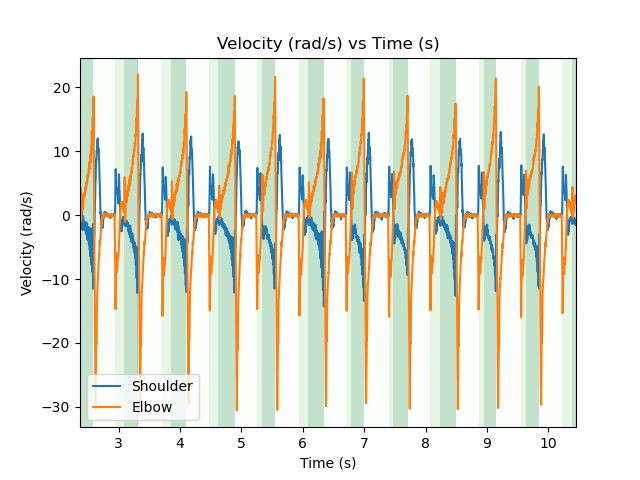 Velocity (rad/s) vs Time (s)
Velocity (rad/s)
20
10
0
−10
−20
−30
Shoulder
Elbow
3 4 5 6 7 8 9 10
Time (s)